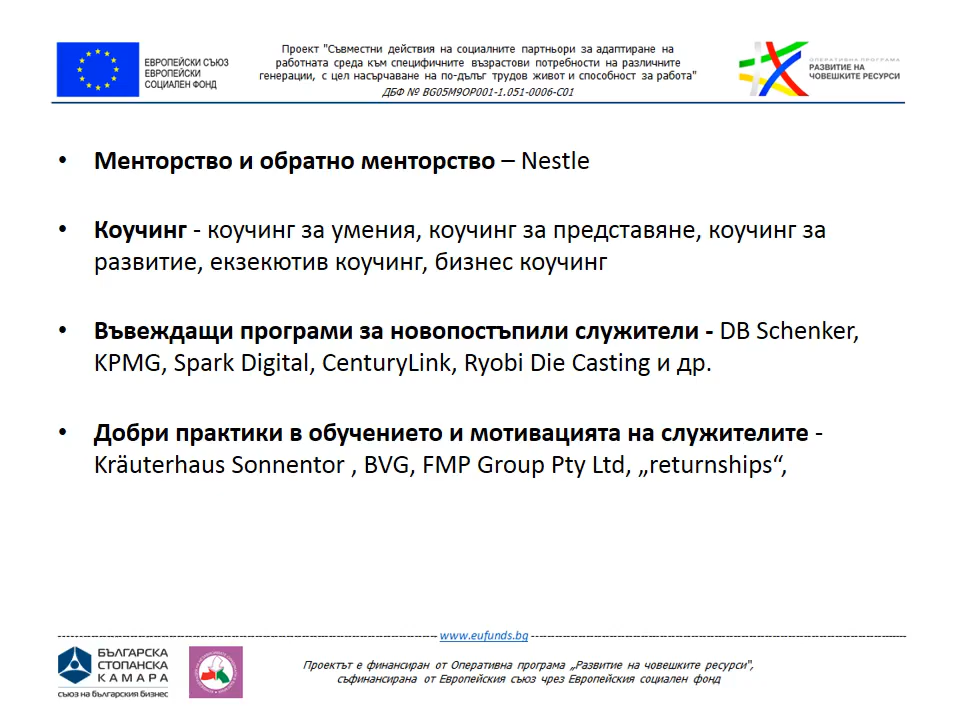 ЕВРОПЕЙСКИ СЪЮЗ
ЕВРОПЕЙСКИ
СОЦИАЛЕН ФОНД
Проект "Съвместни действия на социалните партньори за адаптиране на
работната среда към специфичните възрастови потребности на различните
генерации, с цел насърчаване на по-дълъг трудов живот и способност за работа"
ДБФ № BG05M9OP001-1.051-0006-C01
ОПЕРАТИВНА ПРОГРАМА
РАЗВИТИЕ НА
ЧОВЕШКИТЕ РЕСУРСИ
• Менторство и обратно менторство – Nestle
• Коучинг - коучинг за умения, коучинг за представяне, коучинг за
развитие, екзекютив коучинг, бизнес коучинг
• Въвеждащи програми за новопостъпили служители - DB Schenker,
KPMG, Spark Digital, CenturyLink, Ryobi Die Casting и др.
• Добри практики в обучението и мотивацията на служителите -
Kräuterhaus Sonnentor , BVG, FMP Group Pty Ltd, „returnships“,
www.eufunds.bg
БЪЛГАРСКА
СТОПАНСКА
КАМАРА
съюз на българския бизнес
Проектът е финансиран от Оперативна програма „Развитие на човешките ресурси",
съфинансирана от Европейския съюз чрез Европейския социален фонд